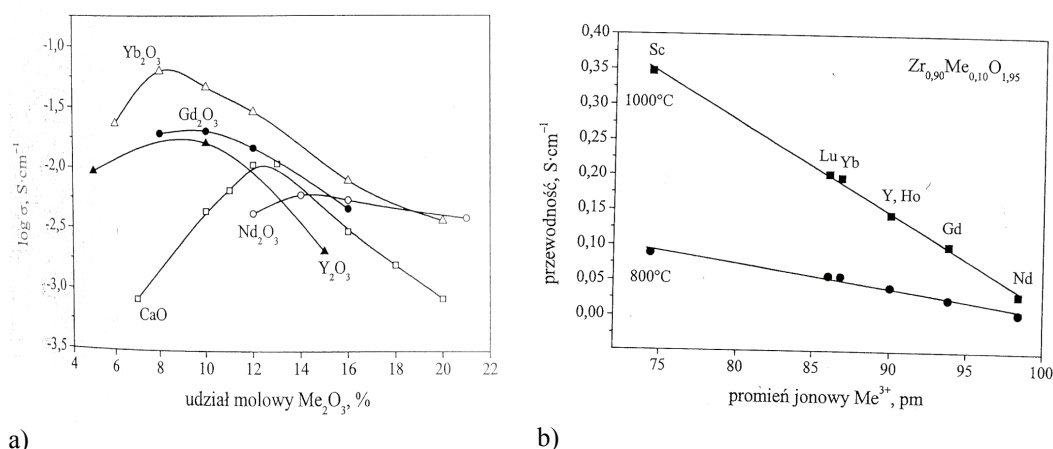 -1,0
-1,5
-2,0
-2,5
-3,0
-3,5
log σ, S·cm⁻¹
Yb₂O₃
Gd₂O₃
Nd₂O₃
Y₂O₃
CaO
4 6 8 10 12 14 16 18 20 22
udział molowy Me₂O₃, %
a)
0,40
0,35
0,30
0,25
0,20
0,15
0,10
0,05
0,00
przewodność, S·cm⁻¹
Sc
Zr₀,₉₀Me₀,₁₀O₁,₉₅
1000°C
Lu Yb
Y, Ho
Gd
Nd
800°C
75 80 85 90 95 100
promień jonowy Me³⁺, pm
b)